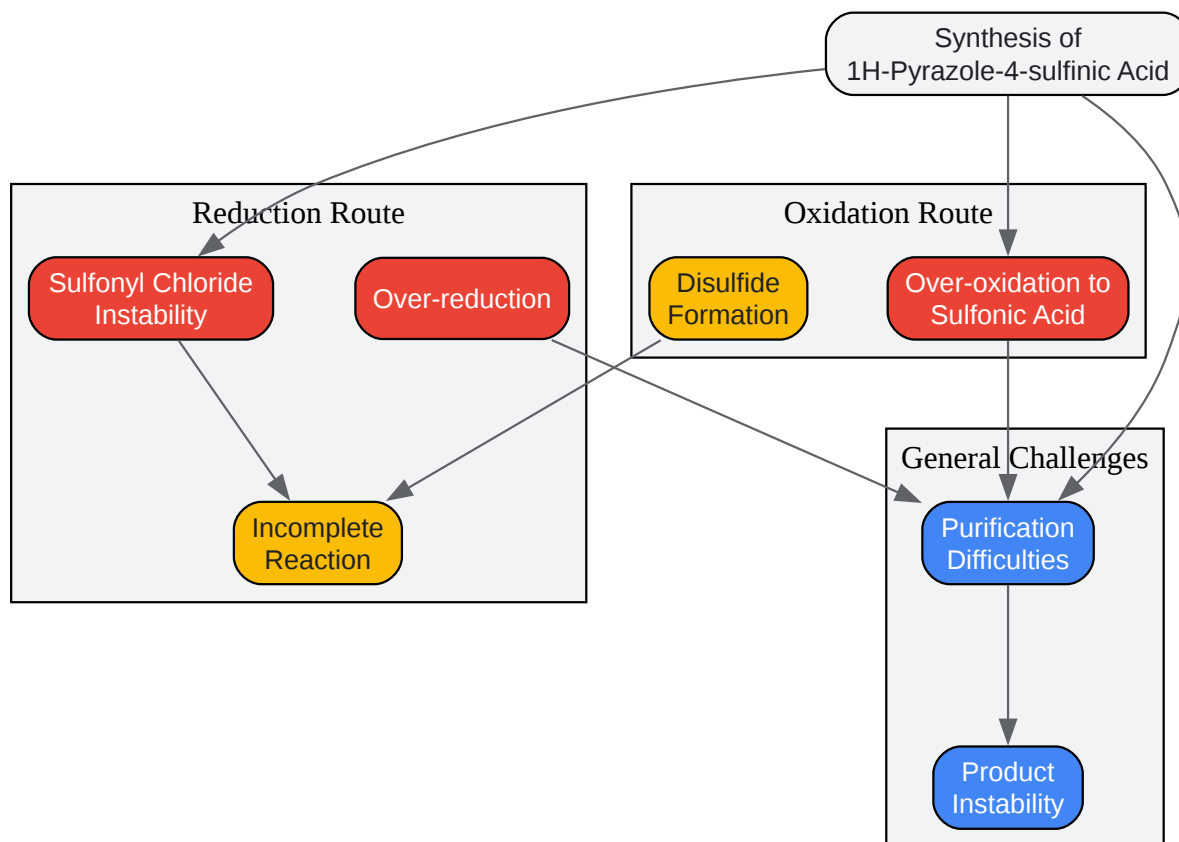 Synthesis of
1H-Pyrazole-4-sulfinic Acid
Reduction Route
Sulfonyl Chloride
Instability
Over-reduction
Incomplete
Reaction
Oxidation Route
Disulfide
Formation
Over-oxidation to
Sulfonic Acid
General Challenges
Purification
Difficulties
Product
Instability